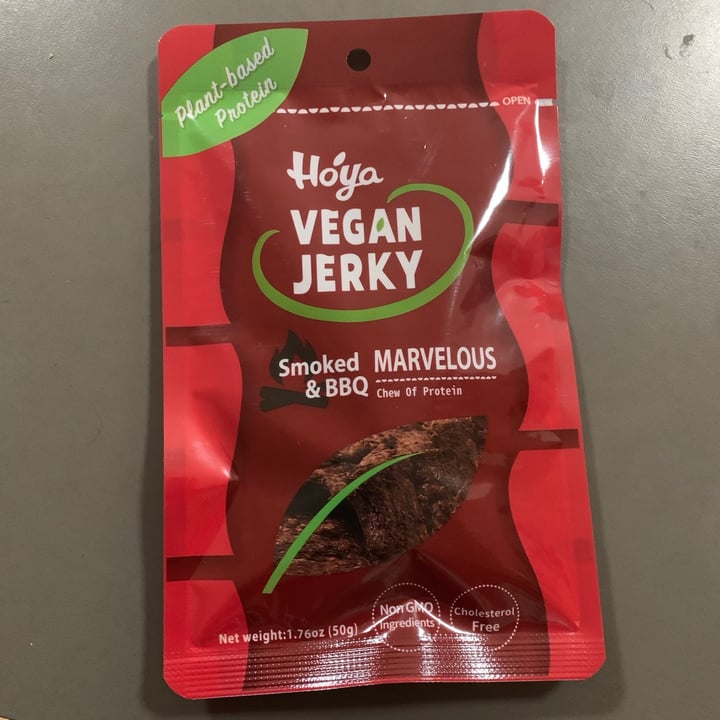 Plant-based
Protein
OPEN
Hoya
VEGAN
JERKY
Smoked
& BBQ
MARVELOUS
Chew Of Protein
Net weight:1.76oz (50g)
Non GMO
Ingredients
Cholesterol
Free